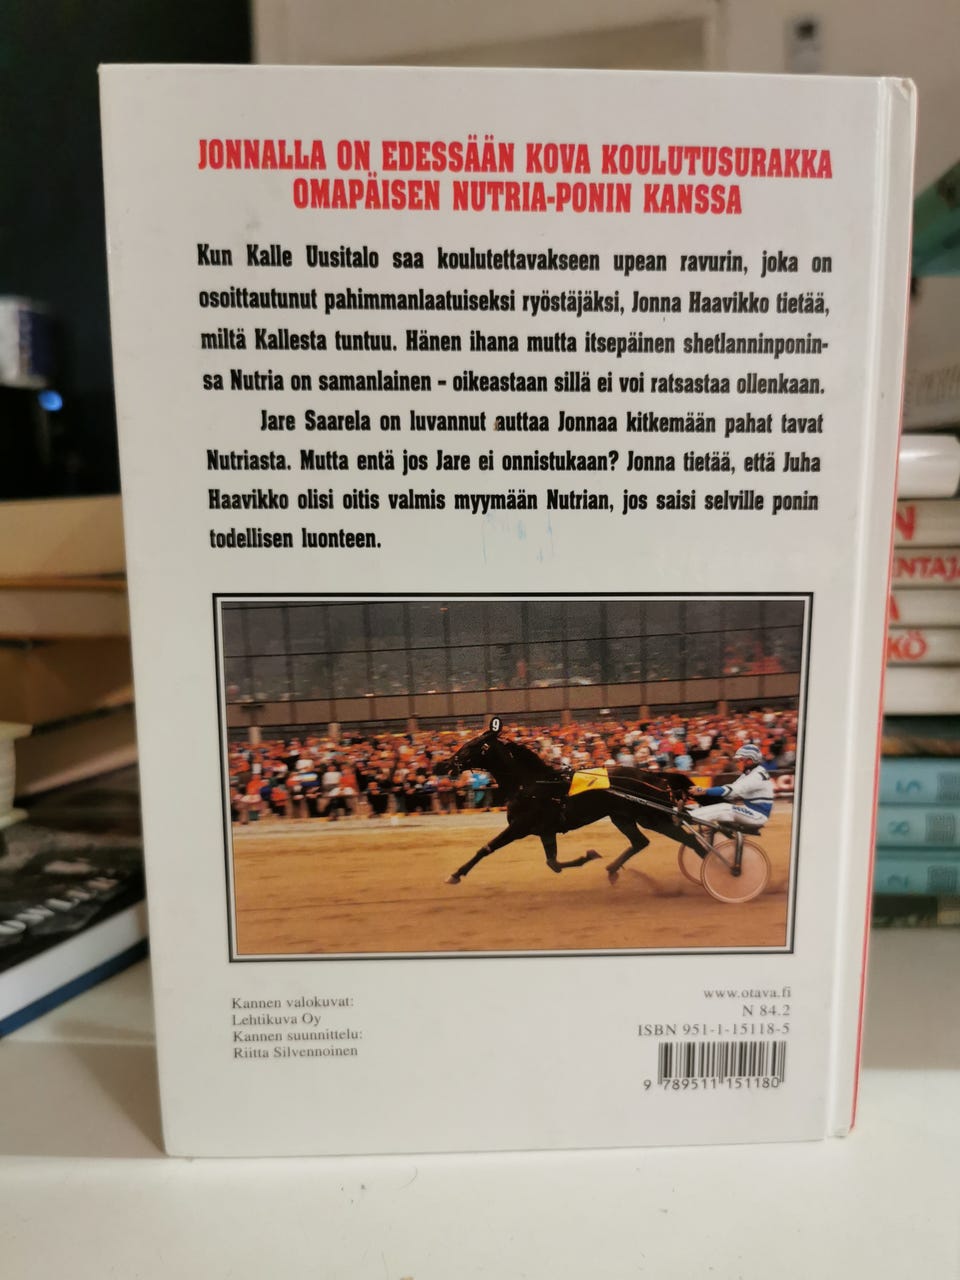 JONNALLA ON EDESSÄÄN KOVA KOULUTUSURAKKA
OMAPÄISEN NUTRIA-PONIN KANSSA
Kun Kalle Uusitalo saa koulutettavakseen upean ravurin, joka on
osoittautunut pahimmanlaatuiseksi ryöstäjäksi, Jonna Haavikko tietää,
miltä Kallesta tuntuu. Hänen ihana mutta itsepäinen shetlanninponin-
sa Nutria on samanlainen – oikeastaan sillä ei voi ratsastaa ollenkaan.
Jare Saarela on luvannut auttaa Jonnaa kitkemään pahat tavat
Nutriasta. Mutta entä jos Jare ei onnistukaan? Jonna tietää, että Juha
Haavikko olisi oitis valmis myymään Nutrian, jos saisi selville ponin
todellisen luonteen.
9
Kannen valokuvat:
Lehtikuva Oy
Kannen suunnittelu:
Riitta Silvennoinen
www.otava.fi
N 84.2
ISBN 951-1-15118-5
9 789511 151180
N
ENTAJA
A
KÖ
5
8
2